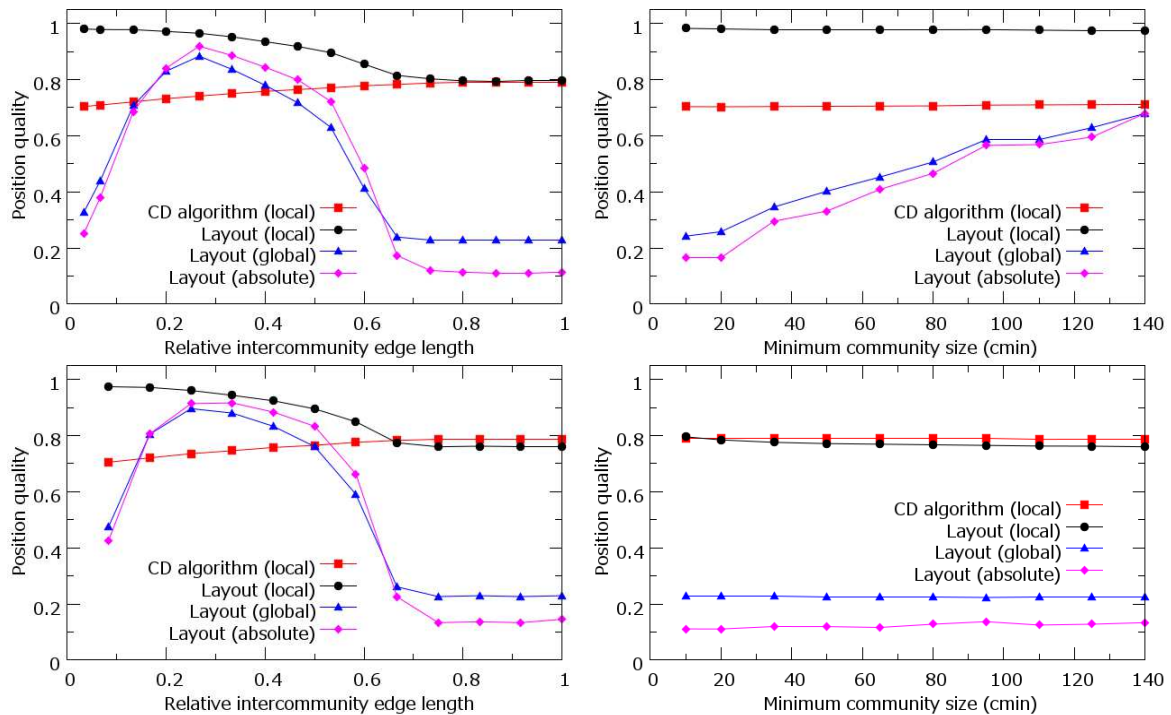 Position quality
1
0.8
0.6
0.4
0.2
0
CD algorithm (local)
Layout (local)
Layout (global)
Layout (absolute)
0 0.2 0.4 0.6 0.8 1
Relative intercommunity edge length
Position quality
1
0.8
0.6
0.4
0.2
0
CD algorithm (local)
Layout (local)
Layout (global)
Layout (absolute)
0 20 40 60 80 100 120 140
Minimum community size (cmin)
Position quality
1
0.8
0.4
0.2
0
CD algorithm (local)
Layout (local)
Layout (global)
Layout (absolute)
0 0.2 0.4 0.6 0.8 1
Relative intercommunity edge length
Position quality
1
0.8
0.4
0.2
0
CD algorithm (local)
Layout (local)
Layout (global)
Layout (absolute)
0 20 40 60 80 100 120 140
Minimum community size (cmin)